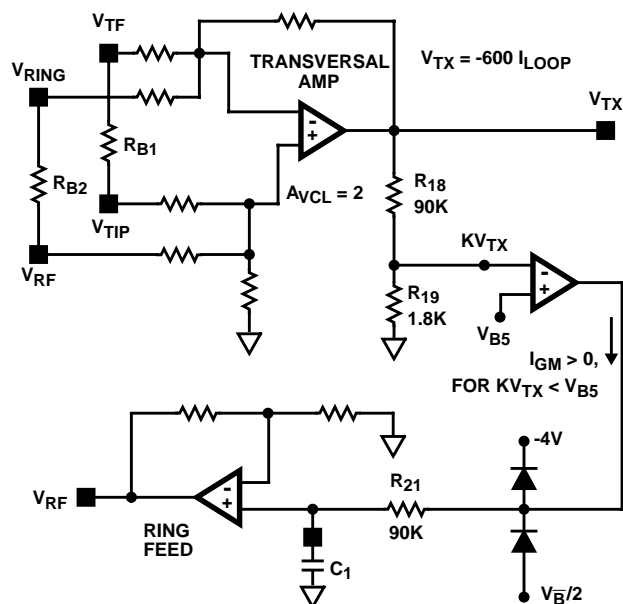 V_TF
TRANSVERSAL
AMP
V_TX = -600 I_LOOP
V_RING
V_TX
-
+
R_B1
R_B2
A_VCL = 2
R_18
90K
V_TIP
KV_TX
V_RF
-
+
R_19
1.8K
V_B5
I_GM > 0,
FOR KV_TX < V_B5
-4V
-
+
R_21
90K
V_RF
RING
FEED
C_1
V_B̅/2